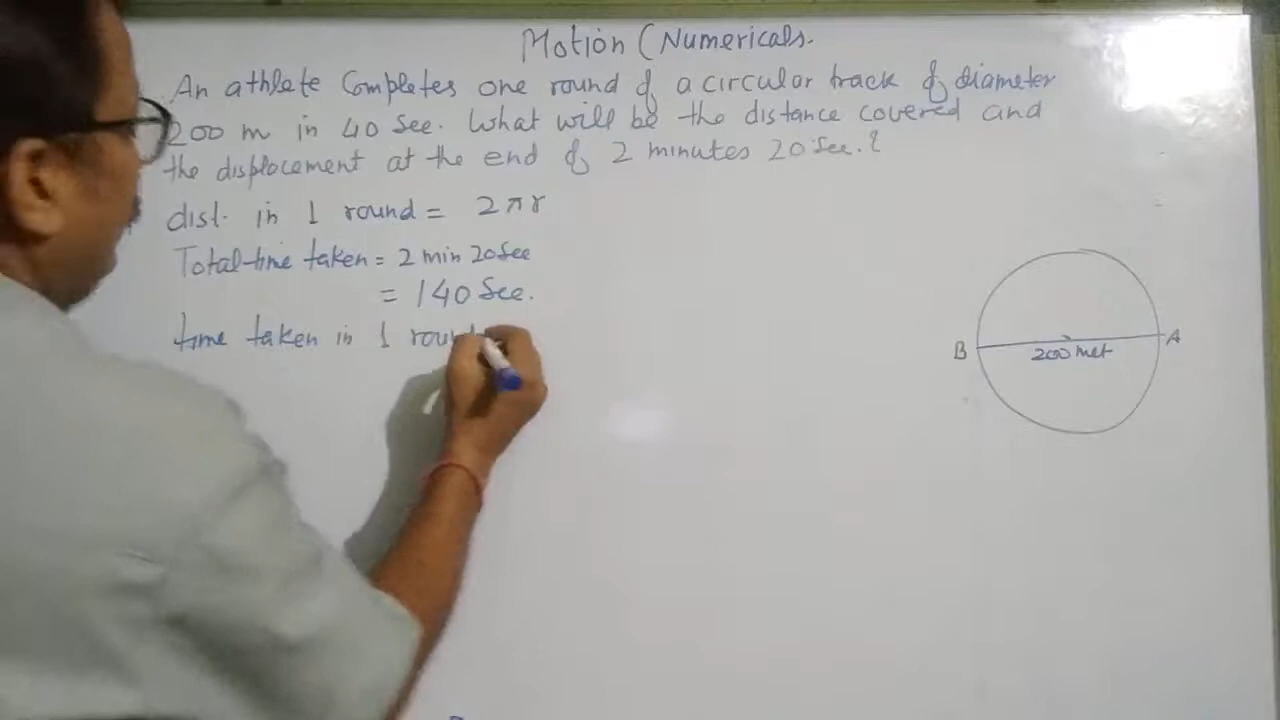 Motion (Numericals.
An athlete Completes one round of a circular track of diameter
200 m in 40 Sec. What will be the distance covered and
the displacement at the end of 2 minutes 20 Sec.?
dist. in 1 round = 2πr
Total time taken = 2 min 20 Sec
= 140 Sec.
time taken in 1 round
B
200 met
A